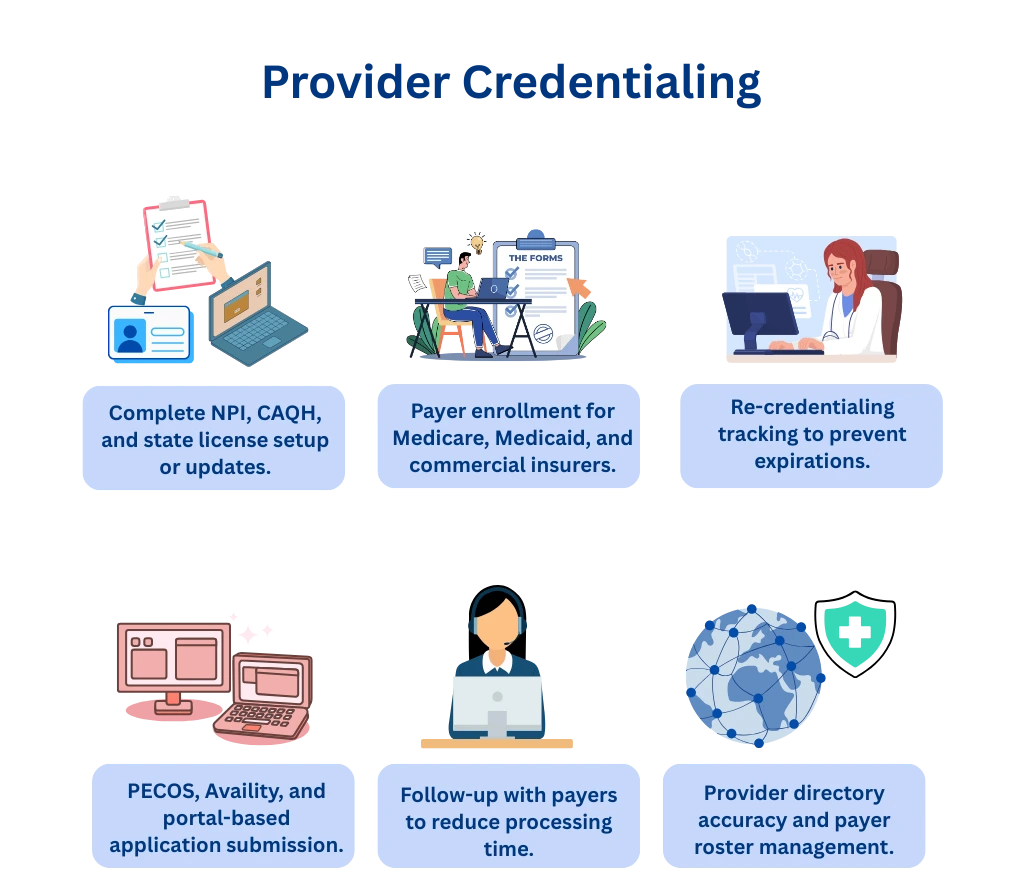 Provider Credentialing
THE FORMS
Complete NPI, CAQH,
and state license setup
or updates.
Payer enrollment for
Medicare, Medicaid, and
commercial insurers.
Re-credentialing
tracking to prevent
expirations.
PECOS, Availity, and
portal-based
application submission.
Follow-up with payers
to reduce processing
time.
Provider directory
accuracy and payer
roster management.